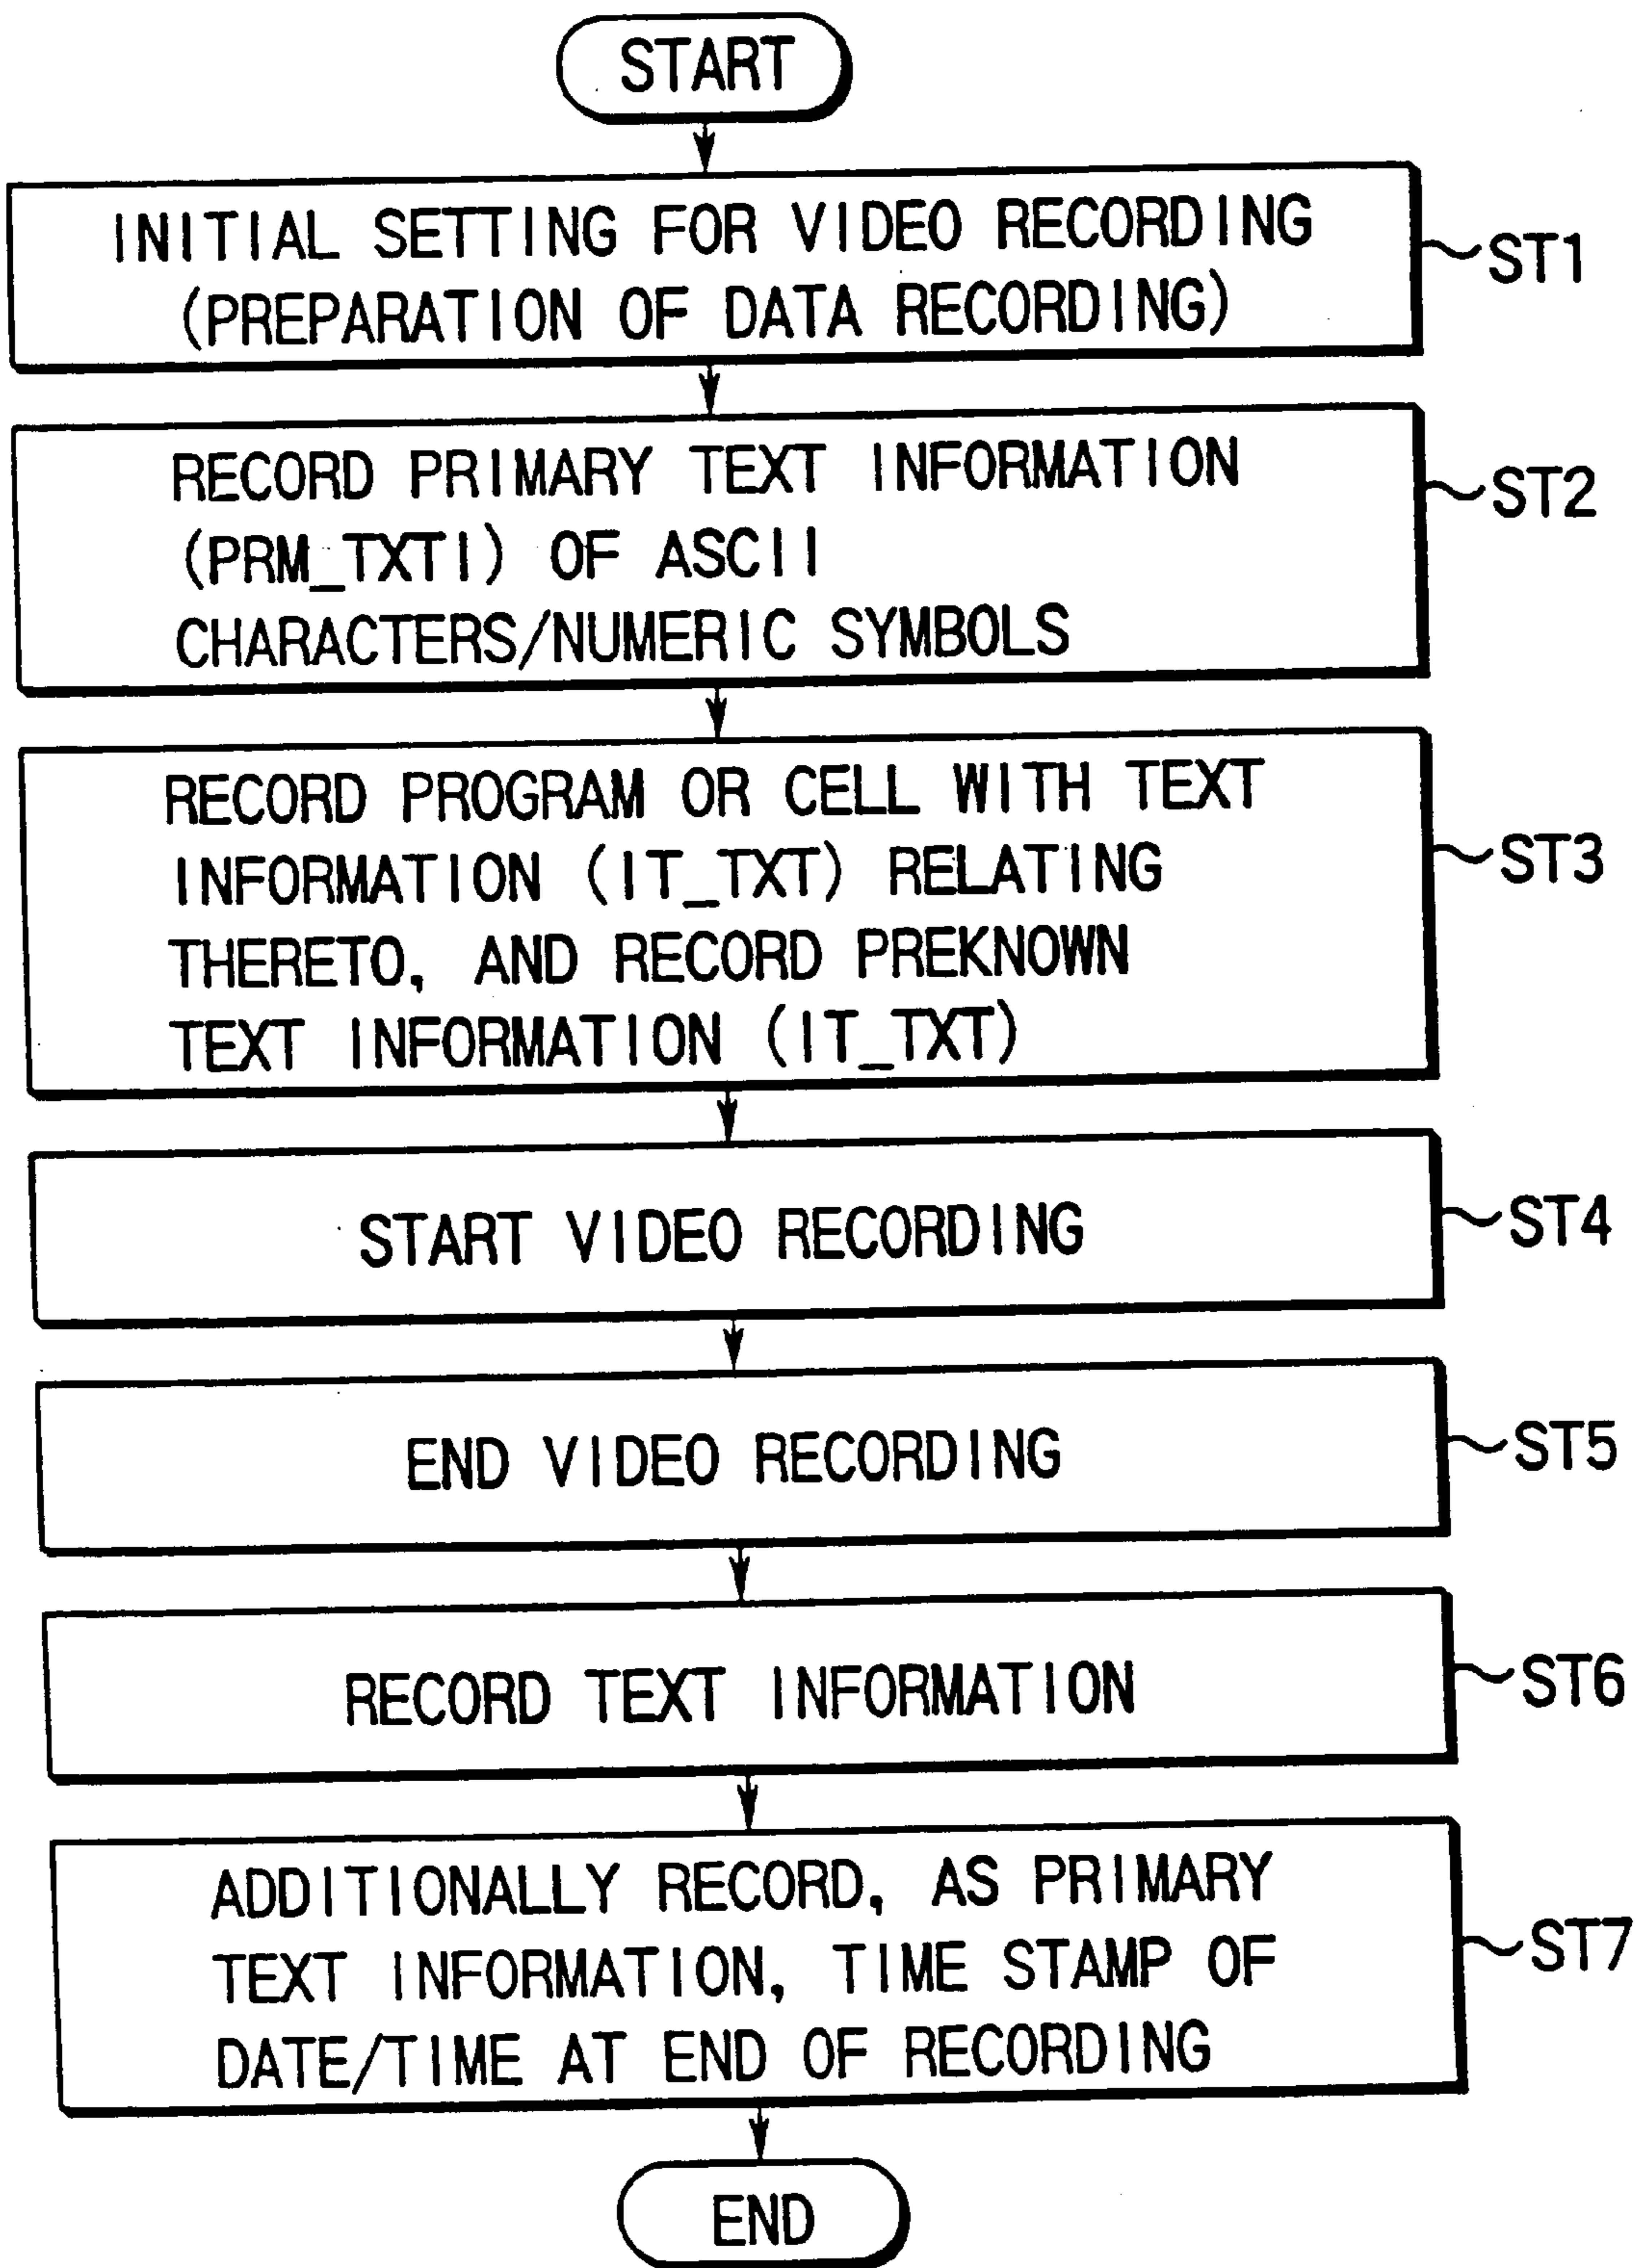 START
INITIAL SETTING FOR VIDEO RECORDING
(PREPARATION OF DATA RECORDING)
ST1
RECORD PRIMARY TEXT INFORMATION
(PRM_TXTI) OF ASCII
CHARACTERS/NUMERIC SYMBOLS
ST2
RECORD PROGRAM OR CELL WITH TEXT
INFORMATION (IT_TXT) RELATING
THERETO, AND RECORD PREKNOWN
TEXT INFORMATION (IT_TXT)
ST3
START VIDEO RECORDING
ST4
END VIDEO RECORDING
ST5
RECORD TEXT INFORMATION
ST6
ADDITIONALLY RECORD, AS PRIMARY
TEXT INFORMATION, TIME STAMP OF
DATE/TIME AT END OF RECORDING
ST7
END